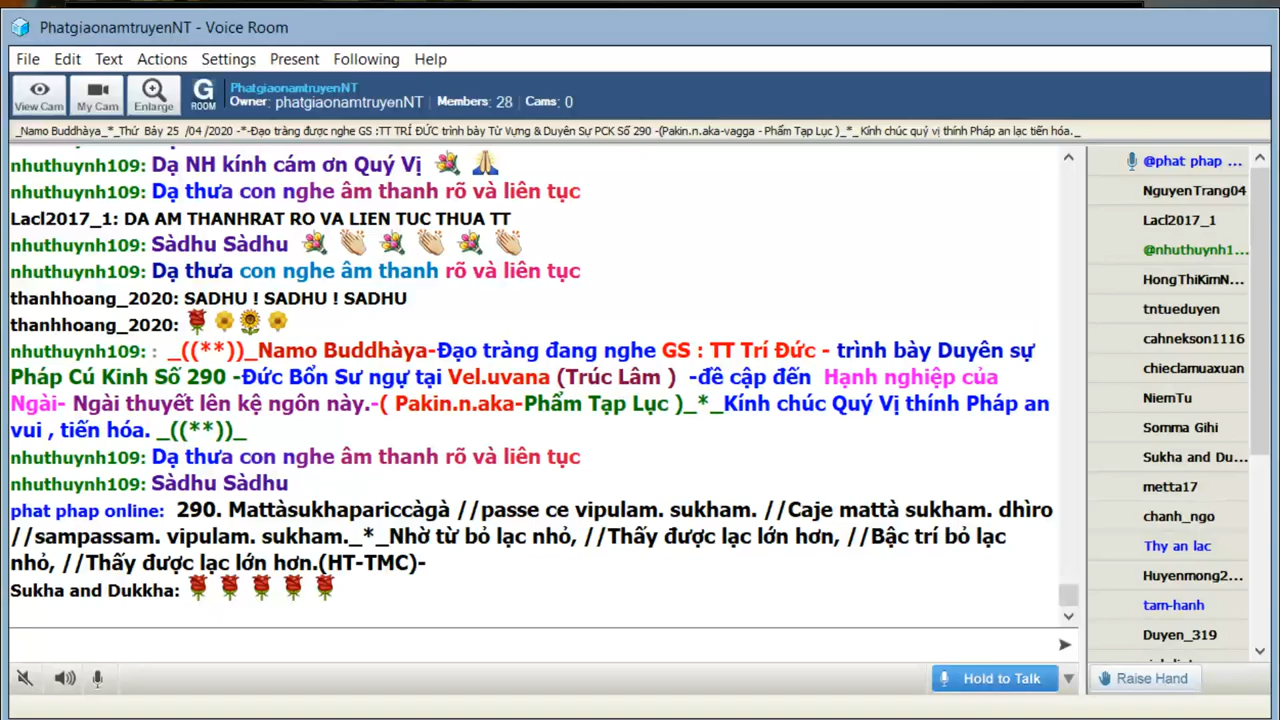 PhatgiaonamtruyenNT - Voice Room
File Edit Text Actions Settings Present Following Help
View Cam My Cam Enlarge G ROOM
PhatgiaonamtruyenNT
Owner: phatgiaonamtruyenNT | Members: 28 | Cams: 0
_Namo Buddhàya_*_Thứ Bảy 25 /04 /2020 -*-Đạo tràng được nghe GS :TT TRÍ ĐỨC trình bày Từ Vựng & Duyên Sự PCK Số 290 -(Pakin.n.aka-vagga - Phẩm Tạp Lục )_*_ Kính chúc quý vị thính Pháp an lạc tiến hóa._
nhuthuynh109: Dạ NH kính cám ơn Quý Vị 💐 🙏
nhuthuynh109: Dạ thưa con nghe âm thanh rõ và liên tục
Lacl2017_1: DA AM THANHRAT RO VA LIEN TUC THUA TT
nhuthuynh109: Sàdhu Sàdhu 💐 👏 💐 👏 💐 👏
nhuthuynh109: Dạ thưa con nghe âm thanh rõ và liên tục
thanhhoang_2020: SADHU ! SADHU ! SADHU
thanhhoang_2020: 🌹🌼🌻🌼
nhuthuynh109: : _((**))_Namo Buddhàya-Đạo tràng đang nghe GS : TT Trí Đức - trình bày Duyên sự
Pháp Cú Kinh Số 290 -Đức Bổn Sư ngự tại Vel.uvana (Trúc Lâm ) -đề cập đến Hạnh nghiệp của
Ngài- Ngài thuyết lên kệ ngôn này.-( Pakin.n.aka-Phẩm Tạp Lục )_*_Kính chúc Quý Vị thính Pháp an
vui , tiến hóa. _((**))_
nhuthuynh109: Dạ thưa con nghe âm thanh rõ và liên tục
nhuthuynh109: Sàdhu Sàdhu
phat phap online: 290. Mattàsukhapariccàgà //passe ce vipulam. sukham. //Caje mattà sukham. dhìro
//sampassam. vipulam. sukham._*_Nhờ từ bỏ lạc nhỏ, //Thấy được lạc lớn hơn, //Bậc trí bỏ lạc
nhỏ, //Thấy được lạc lớn hơn.(HT-TMC)-
Sukha and Dukkha: 🌹🌹🌹🌹🌹
@phat phap ...
NguyenTrang04
Lacl2017_1
@nhuthuynh1...
HongThiKimN...
tntueduyen
cahnekson1116
chieclamuaxuan
NiemTu
Somma Gihi
Sukha and Du...
metta17
chanh_ngo
Thy an lac
Huyenmong2...
tam-hanh
Duyen_319
Hold to Talk
Raise Hand